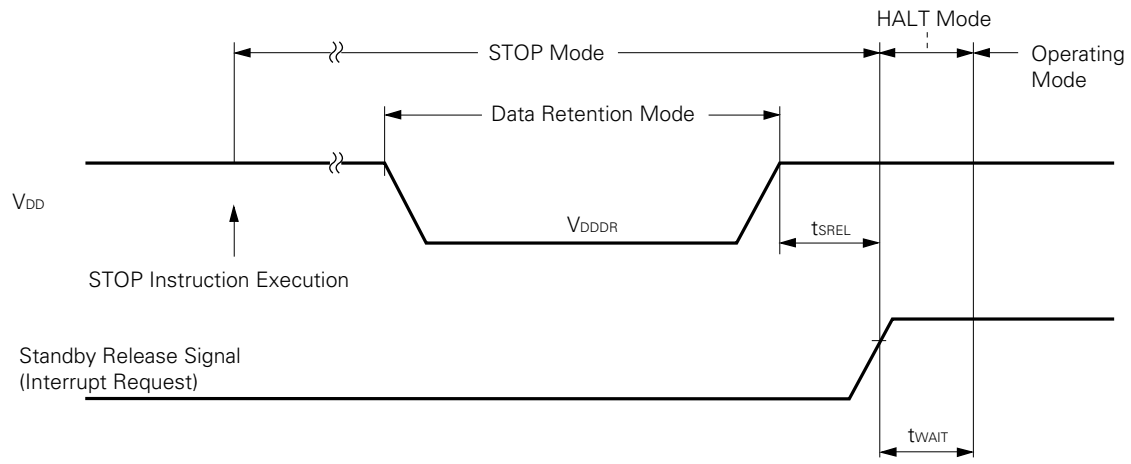 HALT Mode
STOP Mode
Operating
Mode
Data Retention Mode
VDD
VDDDR
tSREL
STOP Instruction Execution
Standby Release Signal
(Interrupt Request)
tWAIT